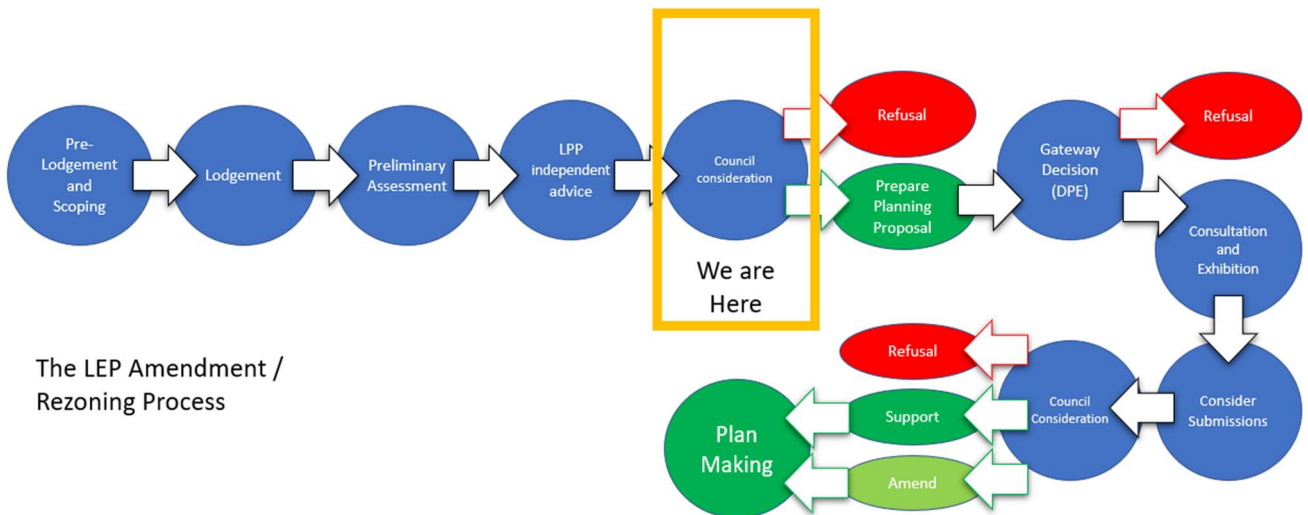 Pre-
Lodgement
and
Scoping
Lodgement
Preliminary
Assessment
LPP
independent
advice
Council
consideration
We are
Here
Refusal
Prepare
Planning
Proposal
Gateway
Decision
(DPE)
Refusal
Consultation
and
Exhibition
Consider
Submissions
Council
Consideration
Refusal
Support
Amend
Plan
Making
The LEP Amendment /
Rezoning Process